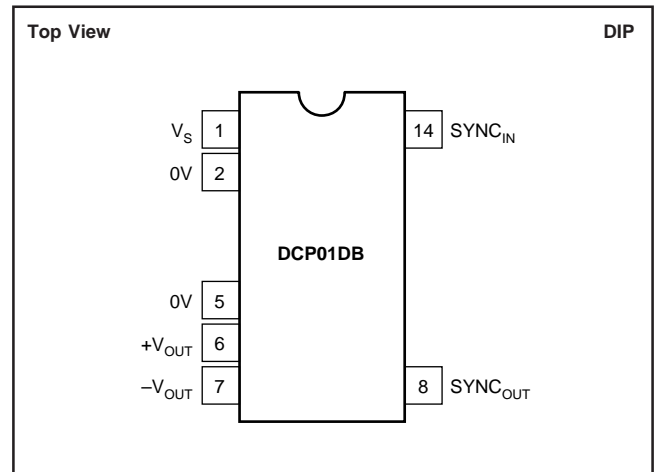 Top View DIP
V_S 1 14 SYNC_IN
0V 2
DCP01DB
0V 5
+V_OUT 6
–V_OUT 7 8 SYNC_OUT